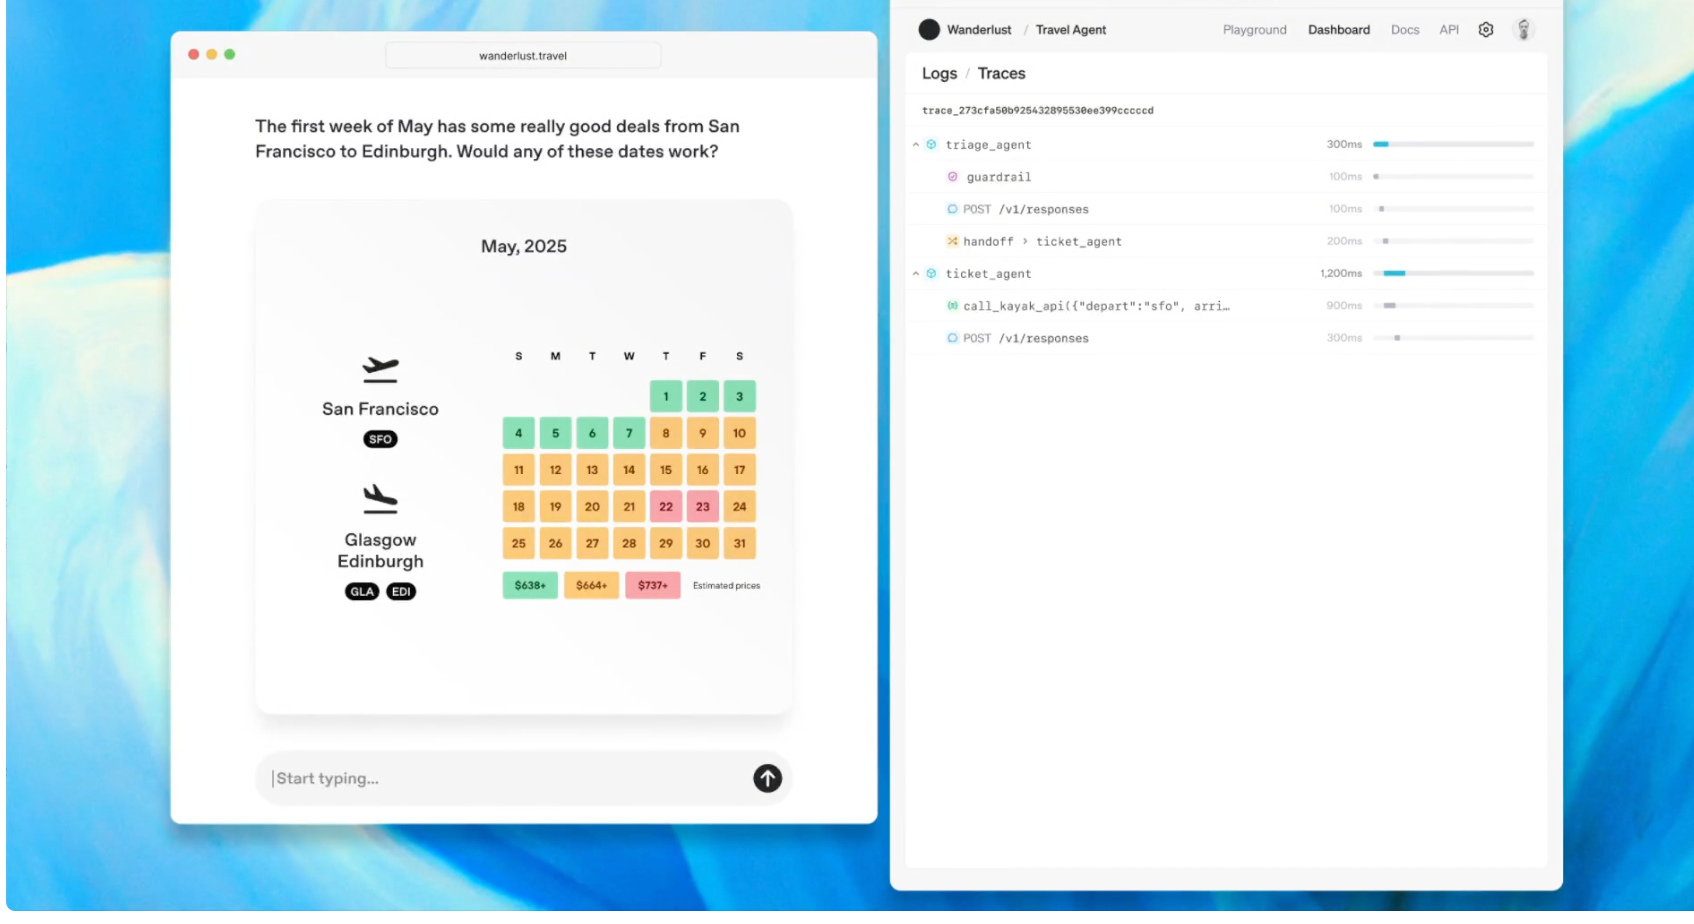 wanderlust.travel
The first week of May has some really good deals from San
Francisco to Edinburgh. Would any of these dates work?
May, 2025
San Francisco
SFO
Glasgow
Edinburgh
GLA EDI
S M T W T F S
1 2 3
4 5 6 7 8 9 10
11 12 13 14 15 16 17
18 19 20 21 22 23 24
25 26 27 28 29 30 31
$638+ $664+ $737+ Estimated prices
Start typing...
Wanderlust / Travel Agent Playground Dashboard Docs API
Logs / Traces
trace_273cfa50b925432895530ee399cccccd
triage_agent 300ms
guardrail 100ms
POST /v1/responses 100ms
handoff > ticket_agent 200ms
ticket_agent 1,200ms
call_kayak_api({"depart":"sfo", arri… 900ms
POST /v1/responses 300ms